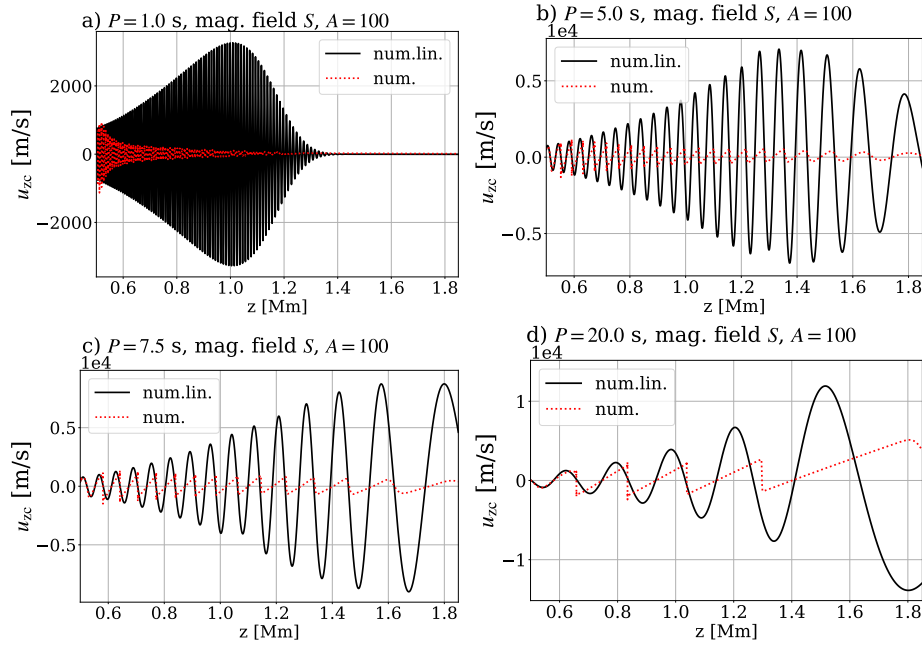 a) P = 1.0 s, mag. field S, A = 100
num.lin.
num.
2000
0
−2000
u_zc [m/s]
0.6 0.8 1.0 1.2 1.4 1.6 1.8
z [Mm]
b) P = 5.0 s, mag. field S, A = 100
1e4
num.lin.
num.
0.5
0.0
−0.5
u_zc [m/s]
0.6 0.8 1.0 1.2 1.4 1.6 1.8
z [Mm]
c) P = 7.5 s, mag. field S, A = 100
1e4
num.lin.
num.
0.5
0.0
−0.5
u_zc [m/s]
0.6 0.8 1.0 1.2 1.4 1.6 1.8
z [Mm]
d) P = 20.0 s, mag. field S, A = 100
1e4
num.lin.
num.
1
0
−1
u_zc [m/s]
0.6 0.8 1.0 1.2 1.4 1.6 1.8
z [Mm]